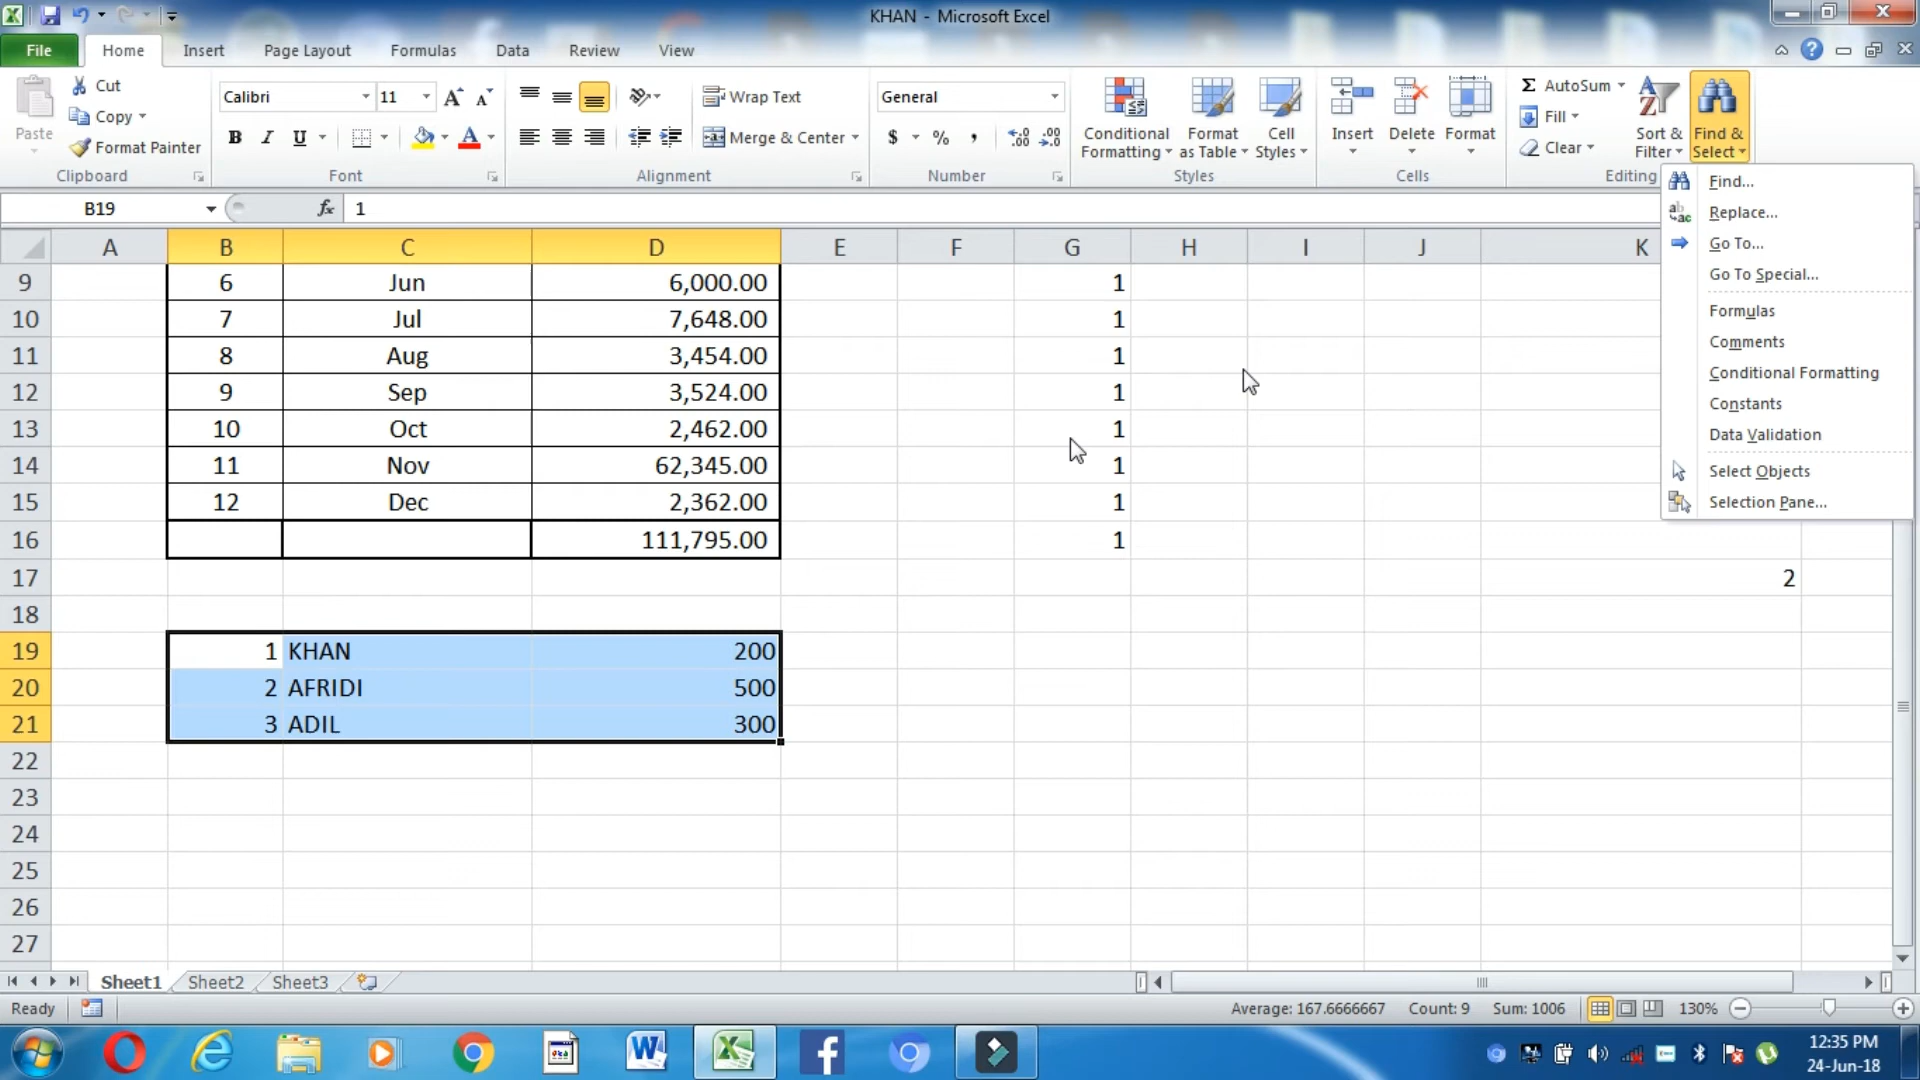 KHAN - Microsoft Excel
File Home Insert Page Layout Formulas Data Review View
Paste
Cut
Copy
Format Painter
Clipboard
Calibri 11
B I U
Font
Wrap Text
Merge & Center
Alignment
General
$ % ,
Number
Conditional Formatting
Format as Table
Cell Styles
Styles
Insert Delete Format
Cells
Σ AutoSum
Fill
Clear
Sort & Filter
Find & Select
Editing
Find...
Replace...
Go To...
Go To Special...
Formulas
Comments
Conditional Formatting
Constants
Data Validation
Select Objects
Selection Pane...
B19 fx 1
A B C D E F G H I J K
9 6 Jun 6,000.00 1
10 7 Jul 7,648.00 1
11 8 Aug 3,454.00 1
12 9 Sep 3,524.00 1
13 10 Oct 2,462.00 1
14 11 Nov 62,345.00 1
15 12 Dec 2,362.00 1
16 111,795.00 1
17 2
18
19 1 KHAN 200
20 2 AFRIDI 500
21 3 ADIL 300
22
23
24
25
26
27
Sheet1 Sheet2 Sheet3
Ready Average: 167.6666667 Count: 9 Sum: 1006 130%
12:35 PM
24-Jun-18